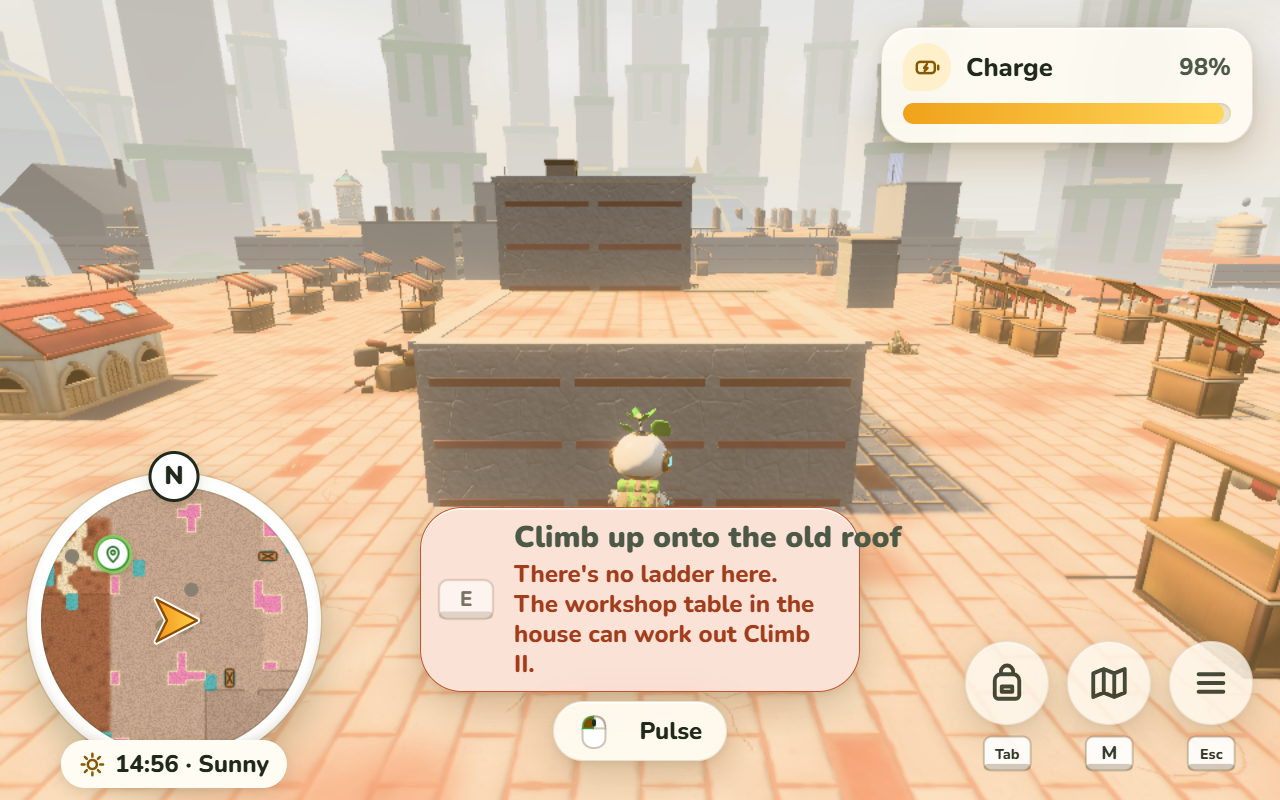 Charge 98%
N
Climb up onto the old roof
E
There's no ladder here.
The workshop table in the
house can work out Climb
II.
Pulse
14:56 · Sunny
Tab
M
Esc